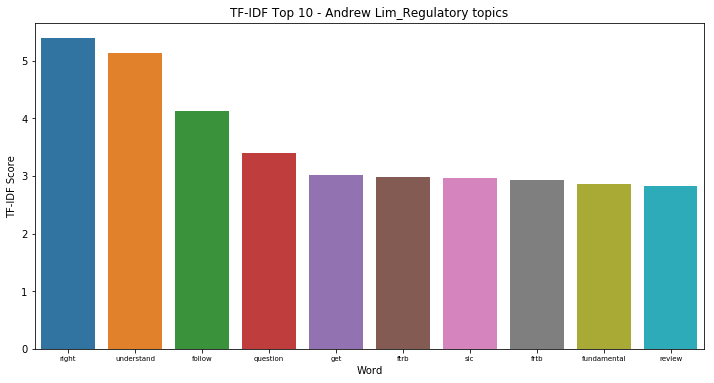 TF-IDF Top 10 - Andrew Lim_Regulatory topics
TF-IDF Score
5
4
3
2
1
0
right understand follow question get ftrb sic frtb fundamental review
Word